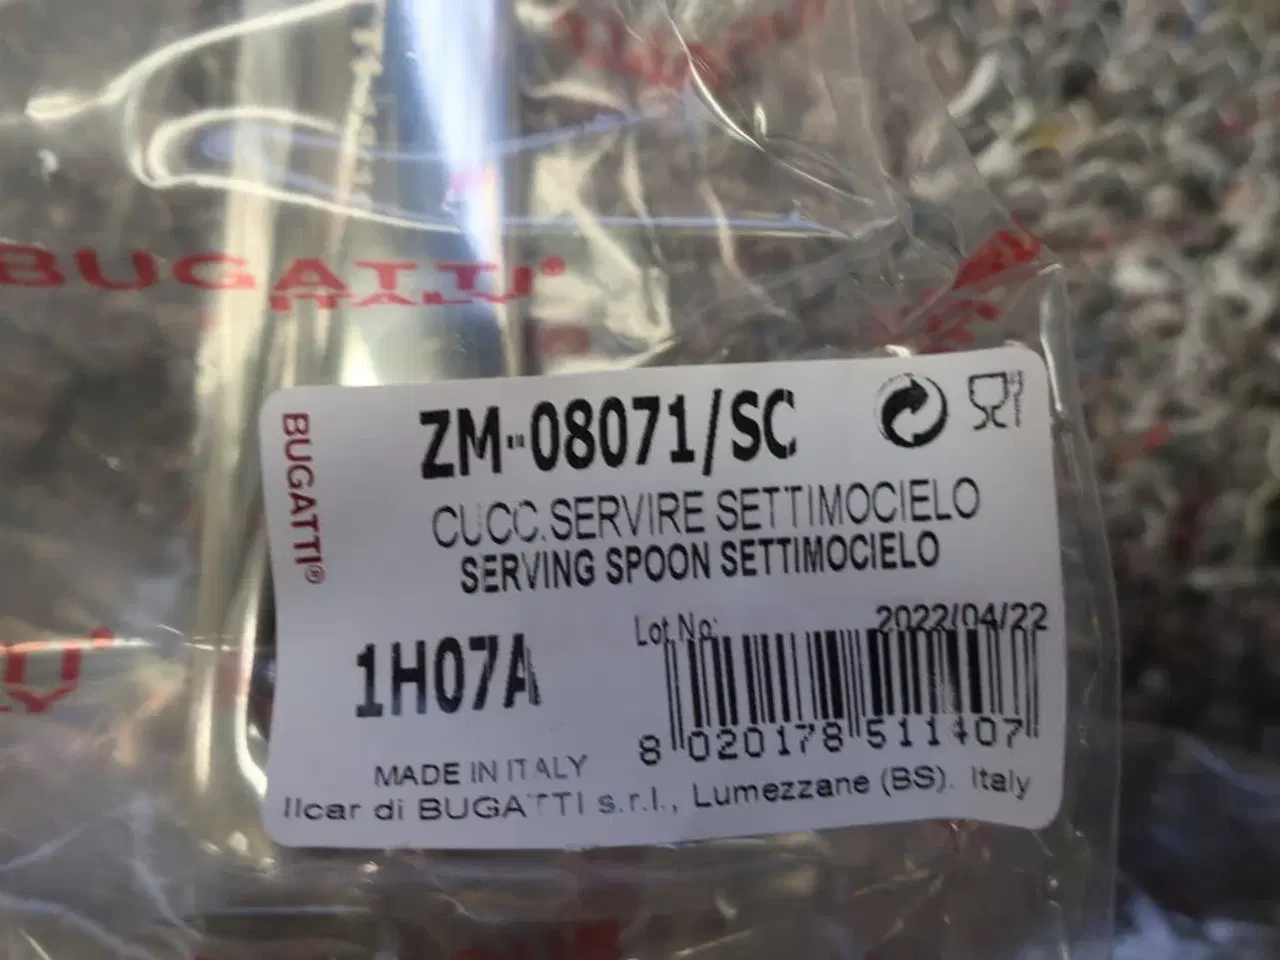 BUGATTI®
ITALY
BUGATTI®
ZM-08071/SC
CUCC.SERVIRE SETTIMOCIELO
SERVING SPOON SETTIMOCIELO
1H07A
Lot No:
2022/04/22
8 020178 511407
MADE IN ITALY
Ilcar di BUGATTI s.r.l., Lumezzane (BS). Italy